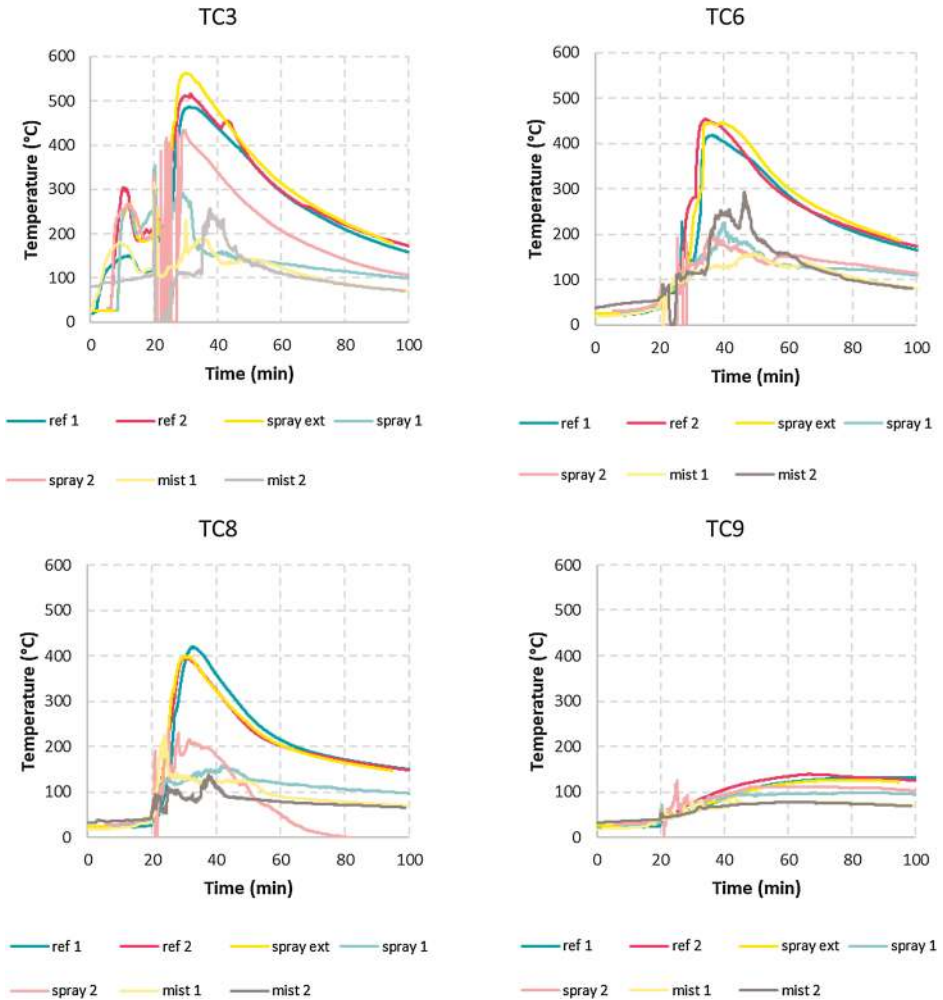 TC3
600
500
400
300
200
100
0
Temperature (°C)
0 20 40 60 80 100
Time (min)
ref 1 ref 2 spray ext spray 1
spray 2 mist 1 mist 2
TC6
600
500
400
300
200
100
0
Temperature (°C)
0 20 40 60 80 100
Time (min)
ref 1 ref 2 spray ext spray 1
spray 2 mist 1 mist 2
TC8
600
500
400
300
200
100
0
Temperature (°C)
0 20 40 60 80 100
Time (min)
ref 1 ref 2 spray ext spray 1
spray 2 mist 1 mist 2
TC9
600
500
400
300
200
100
0
Temperature (°C)
0 20 40 60 80 100
Time (min)
ref 1 ref 2 spray ext spray 1
spray 2 mist 1 mist 2